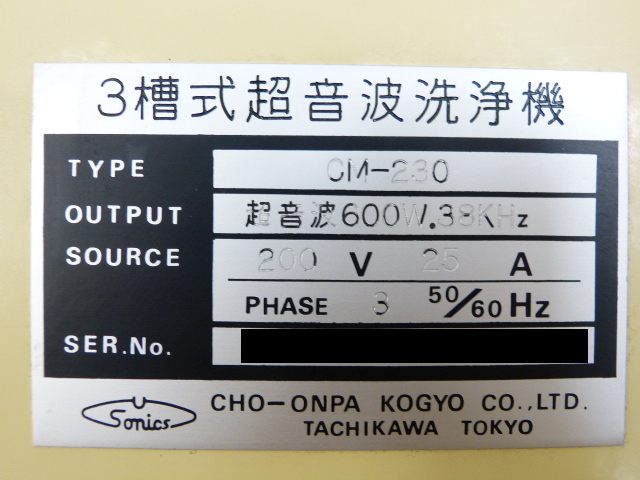 3槽式超音波洗浄機
TYPE CM-230
OUTPUT 超音波600W.38KHz
SOURCE 200 V 25 A
PHASE 3 50/60 Hz
SER.No.
Sonics
CHO-ONPA KOGYO CO.,LTD.
TACHIKAWA TOKYO